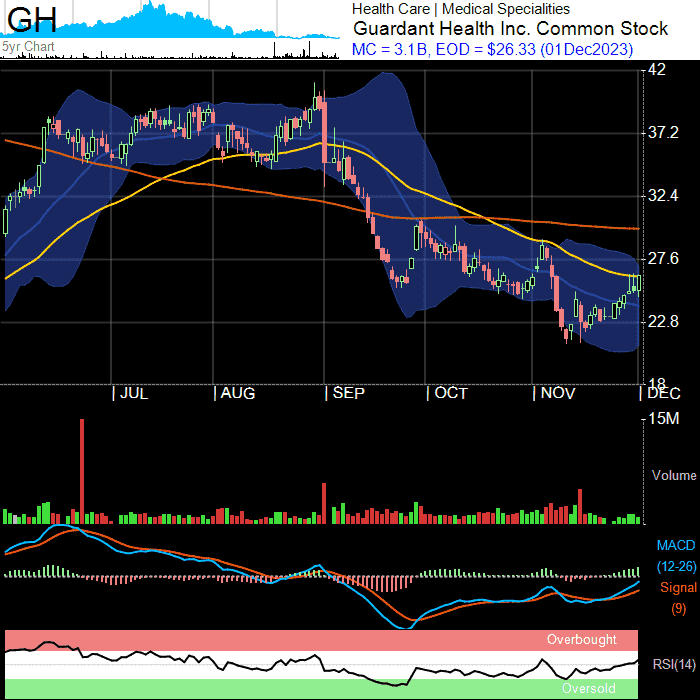 GH
5yr Chart
Health Care | Medical Specialities
Guardant Health Inc. Common Stock
MC = 3.1B, EOD = $26.33 (01Dec2023)
42
37.2
32.4
27.6
22.8
18
| JUL | AUG | SEP | OCT | NOV | DEC
15M
Volume
MACD
(12-26)
Signal
(9)
Overbought
RSI(14)
Oversold